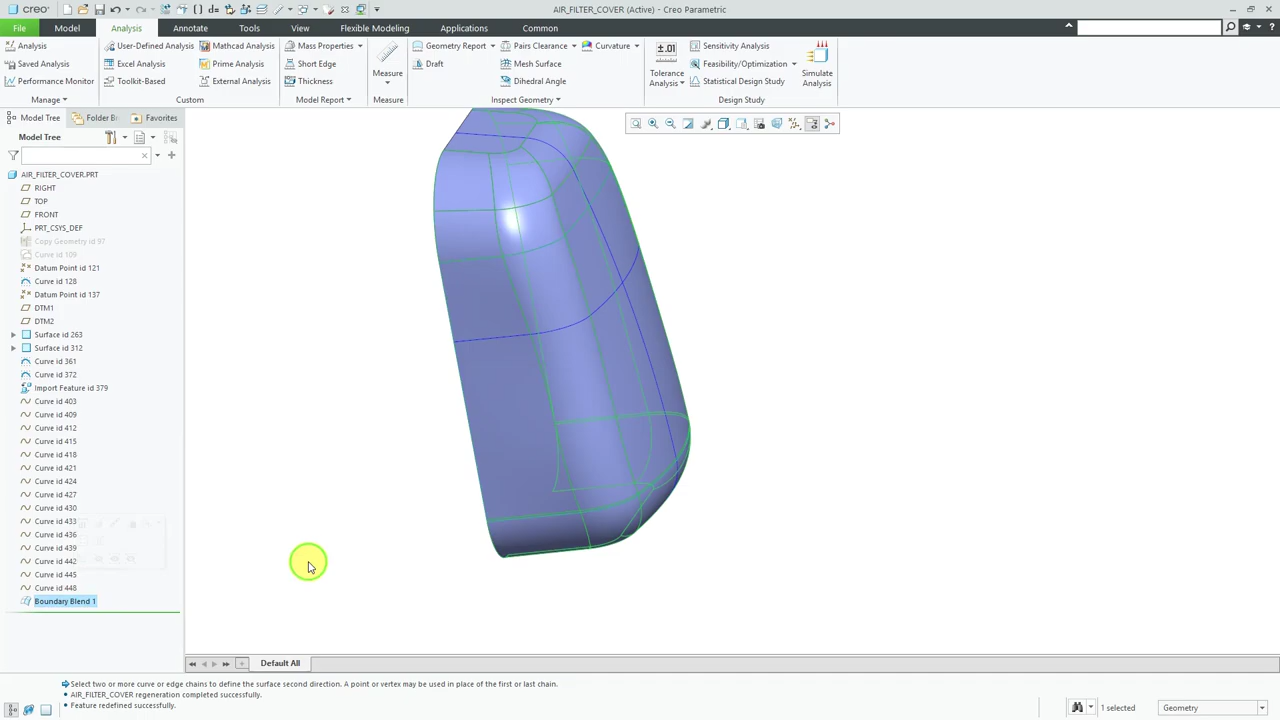 creo
AIR_FILTER_COVER (Active) - Creo Parametric
File Model Analysis Annotate Tools View Flexible Modeling Applications Common
Analysis User-Defined Analysis Mathcad Analysis Mass Properties Geometry Report Pairs Clearance Curvature Sensitivity Analysis
Saved Analysis Excel Analysis Prime Analysis Short Edge Draft Mesh Surface Feasibility/Optimization
Performance Monitor Toolkit-Based External Analysis Thickness Measure Dihedral Angle Tolerance Analysis Statistical Design Study Simulate Analysis
Manage Custom Model Report Measure Inspect Geometry Design Study
Model Tree Folder Br Favorites
Model Tree
AIR_FILTER_COVER.PRT
RIGHT
TOP
FRONT
PRT_CSYS_DEF
Copy Geometry id 97
Curve id 109
Datum Point id 121
Curve id 128
Datum Point id 137
DTM1
DTM2
Surface id 263
Surface id 312
Curve id 361
Curve id 372
Import Feature id 379
Curve id 403
Curve id 409
Curve id 412
Curve id 415
Curve id 418
Curve id 421
Curve id 424
Curve id 427
Curve id 430
Curve id 433
Curve id 436
Curve id 439
Curve id 442
Curve id 445
Curve id 448
Boundary Blend 1
Default All
Select two or more curve or edge chains to define the surface second direction. A point or vertex may be used in place of the first or last chain.
• AIR_FILTER_COVER regeneration completed successfully.
• Feature redefined successfully.
1 selected
Geometry